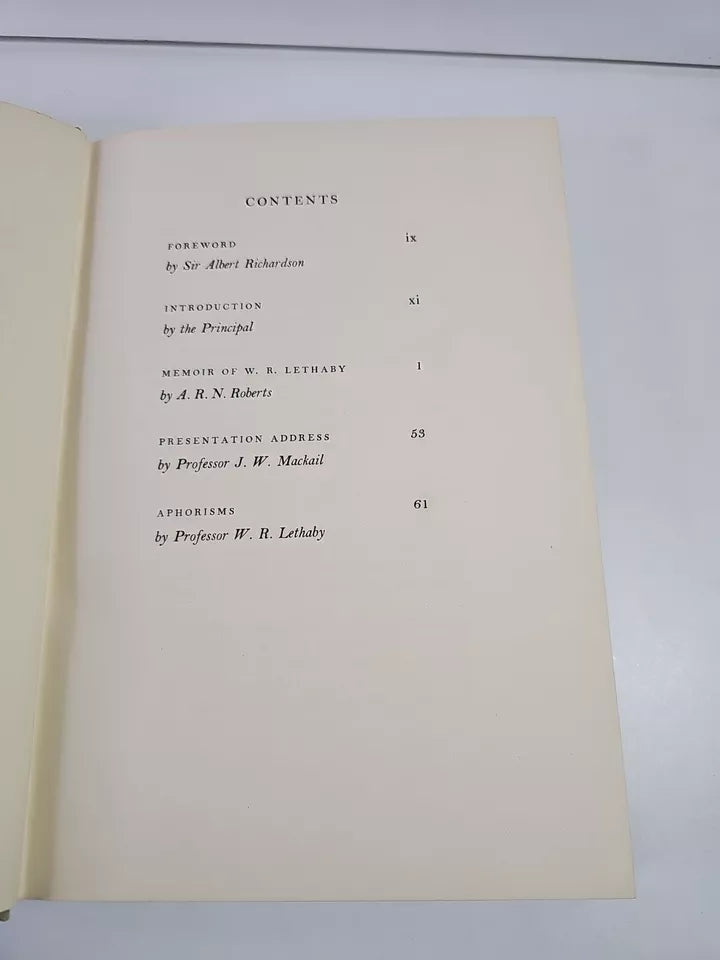 CONTENTS
FOREWORD ix
by Sir Albert Richardson
INTRODUCTION xi
by the Principal
MEMOIR OF W. R. LETHABY 1
by A. R. N. Roberts
PRESENTATION ADDRESS 53
by Professor J. W. Mackail
APHORISMS 61
by Professor W. R. Lethaby